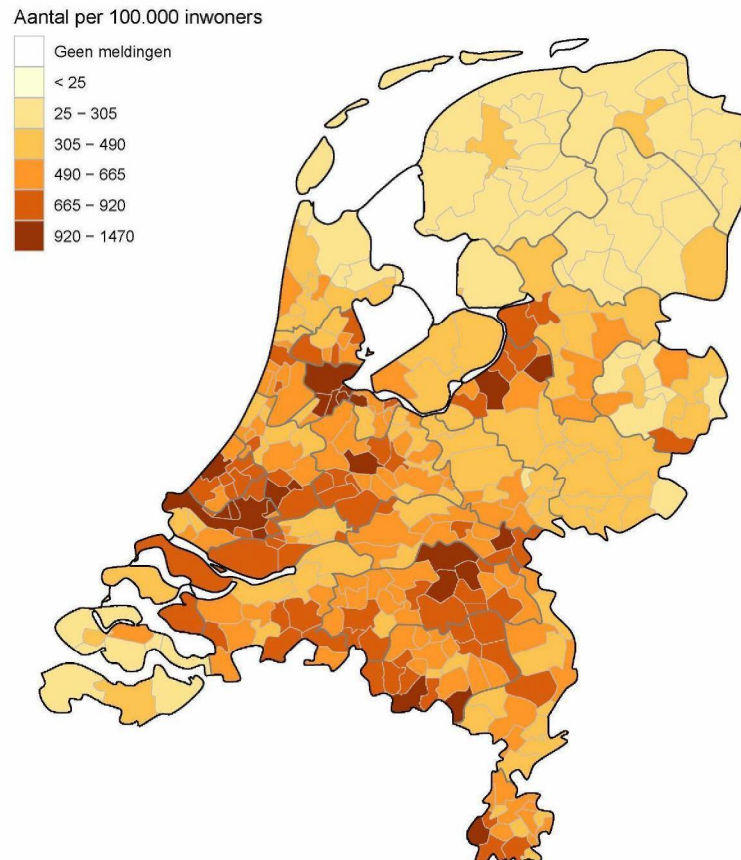 Aantal per 100.000 inwoners
Geen meldingen
< 25
25 – 305
305 – 490
490 – 665
665 – 920
920 – 1470